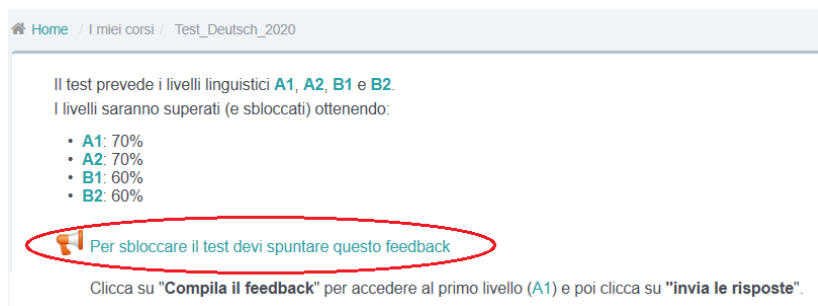 Home / I miei corsi / Test_Deutsch_2020
Il test prevede i livelli linguistici A1, A2, B1 e B2.
I livelli saranno superati (e sbloccati) ottenendo:
• A1: 70%
• A2: 70%
• B1: 60%
• B2: 60%
Per sbloccare il test devi spuntare questo feedback
Clicca su "Compila il feedback" per accedere al primo livello (A1) e poi clicca su "invia le risposte".